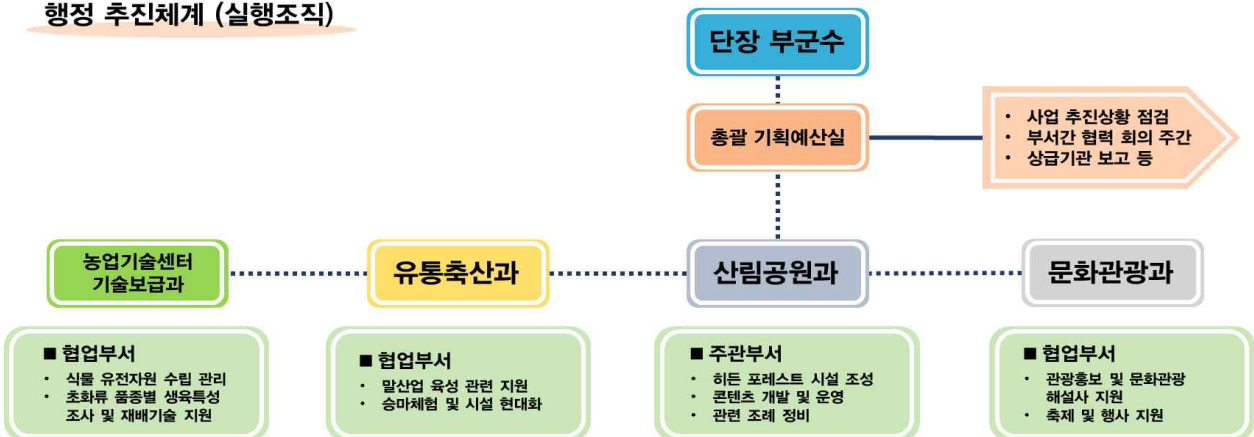 행정 추진체계 (실행조직)
단장 부군수
총괄 기획예산실
• 사업 추진상황 점검
• 부서간 협력 회의 주간
• 상급기관 보고 등
농업기술센터
기술보급과
유통축산과
산림공원과
문화관광과
■ 협업부서
• 식물 유전자원 수립 관리
• 초화류 품종별 생육특성
조사 및 재배기술 지원
■ 협업부서
• 말산업 육성 관련 지원
• 승마체험 및 시설 현대화
■ 주관부서
• 히든 포레스트 시설 조성
• 콘텐츠 개발 및 운영
• 관련 조례 정비
■ 협업부서
• 관광홍보 및 문화관광
해설사 지원
• 축제 및 행사 지원